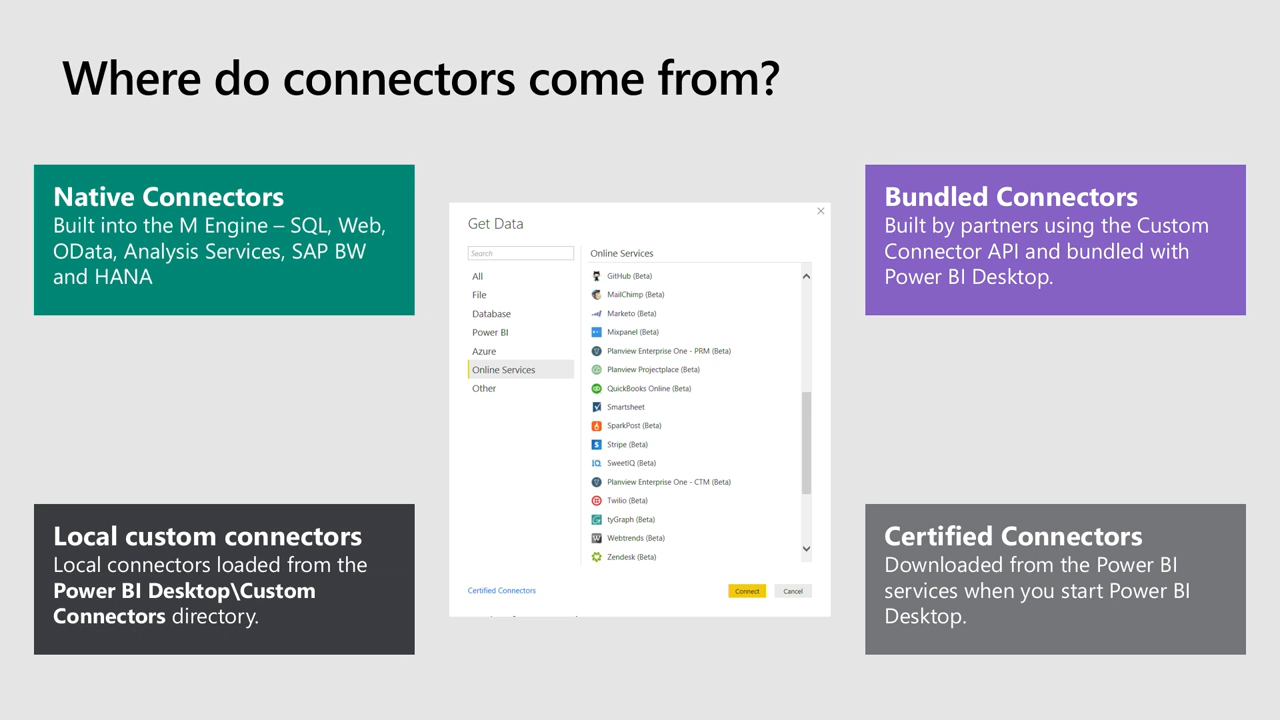 Where do connectors come from?
Native Connectors
Built into the M Engine – SQL, Web,
OData, Analysis Services, SAP BW
and HANA
Bundled Connectors
Built by partners using the Custom
Connector API and bundled with
Power BI Desktop.
Get Data
Search
All
File
Database
Power BI
Azure
Online Services
Other
Online Services
GitHub (Beta)
MailChimp (Beta)
Marketo (Beta)
Mixpanel (Beta)
Planview Enterprise One - PRM (Beta)
Planview Projectplace (Beta)
QuickBooks Online (Beta)
Smartsheet
SparkPost (Beta)
Stripe (Beta)
SweetIQ (Beta)
Planview Enterprise One - CTM (Beta)
Twilio (Beta)
tyGraph (Beta)
Webtrends (Beta)
Zendesk (Beta)
Certified Connectors
Connect
Cancel
Local custom connectors
Local connectors loaded from the
Power BI Desktop\Custom
Connectors directory.
Certified Connectors
Downloaded from the Power BI
services when you start Power BI
Desktop.